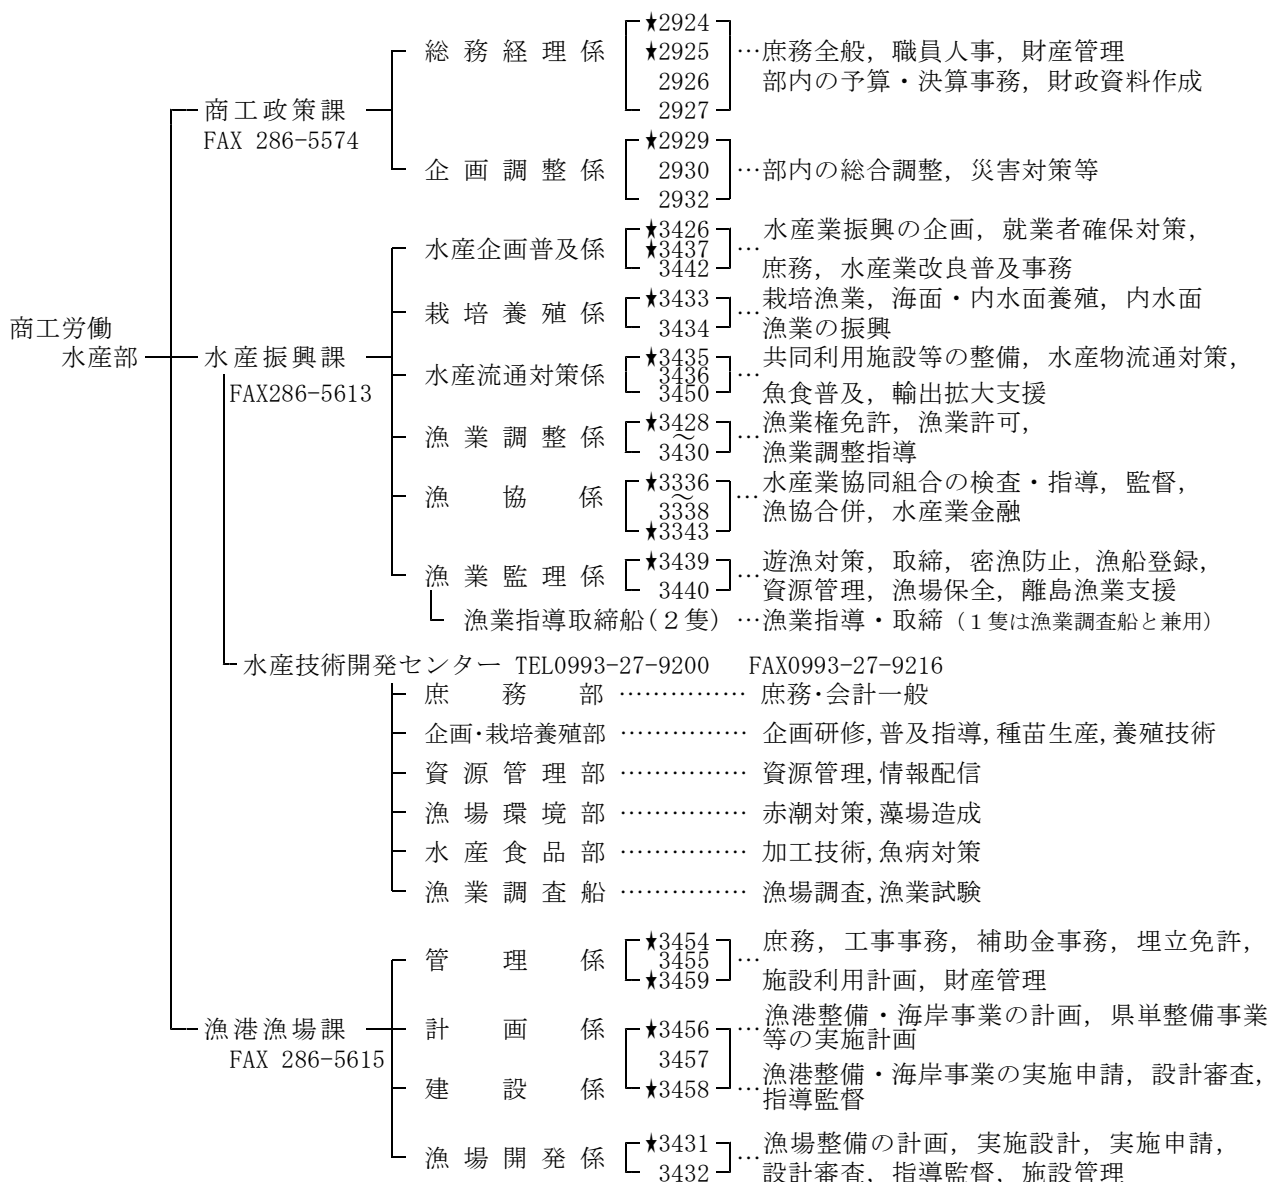 商工労働
水産部
商工政策課
FAX 286-5574
総務経理係
★2924
★2925
2926
2927
…庶務全般，職員人事，財産管理
部内の予算・決算事務，財政資料作成
企画調整係
★2929
2930
2932
…部内の総合調整，災害対策等
水産振興課
FAX286-5613
水産企画普及係
★3426
★3437
3442
…水産業振興の企画，就業者確保対策，
庶務，水産業改良普及事務
栽培養殖係
★3433
3434
…栽培漁業，海面・内水面養殖，内水面
漁業の振興
水産流通対策係
★3435
3436
3450
…共同利用施設等の整備，水産物流通対策，
魚食普及，輸出拡大支援
漁業調整係
★3428
～
3430
…漁業権免許，漁業許可，
漁業調整指導
漁協係
★3336
～
3338
★3343
…水産業協同組合の検査・指導，監督，
漁協合併，水産業金融
漁業監理係
★3439
3440
…遊漁対策，取締，密漁防止，漁船登録，
資源管理，漁場保全，離島漁業支援
漁業指導取締船(２隻) …漁業指導・取締（１隻は漁業調査船と兼用）
水産技術開発センター TEL0993-27-9200 FAX0993-27-9216
庶務部 …………… 庶務・会計一般
企画・栽培養殖部 …………… 企画研修,普及指導,種苗生産,養殖技術
資源管理部 …………… 資源管理,情報配信
漁場環境部 …………… 赤潮対策,藻場造成
水産食品部 …………… 加工技術,魚病対策
漁業調査船 …………… 漁場調査,漁業試験
漁港漁場課
FAX 286-5615
管理係
★3454
3455
★3459
…庶務，工事事務，補助金事務，埋立免許，
施設利用計画，財産管理
計画係
★3456
3457
…漁港整備・海岸事業の計画，県単整備事業
等の実施計画
建設係
★3458
…漁港整備・海岸事業の実施申請，設計審査，
指導監督
漁場開発係
★3431
3432
…漁場整備の計画，実施設計，実施申請，
設計審査，指導監督，施設管理